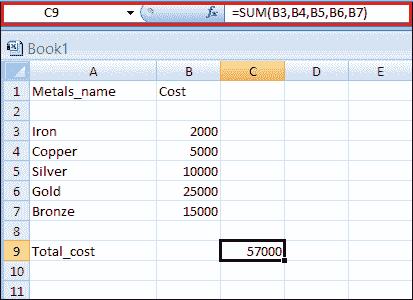 C9 fx =SUM(B3,B4,B5,B6,B7)
Book1
A B C D E
1 Metals_name Cost
2
3 Iron 2000
4 Copper 5000
5 Silver 10000
6 Gold 25000
7 Bronze 15000
8
9 Total_cost 57000
10
11